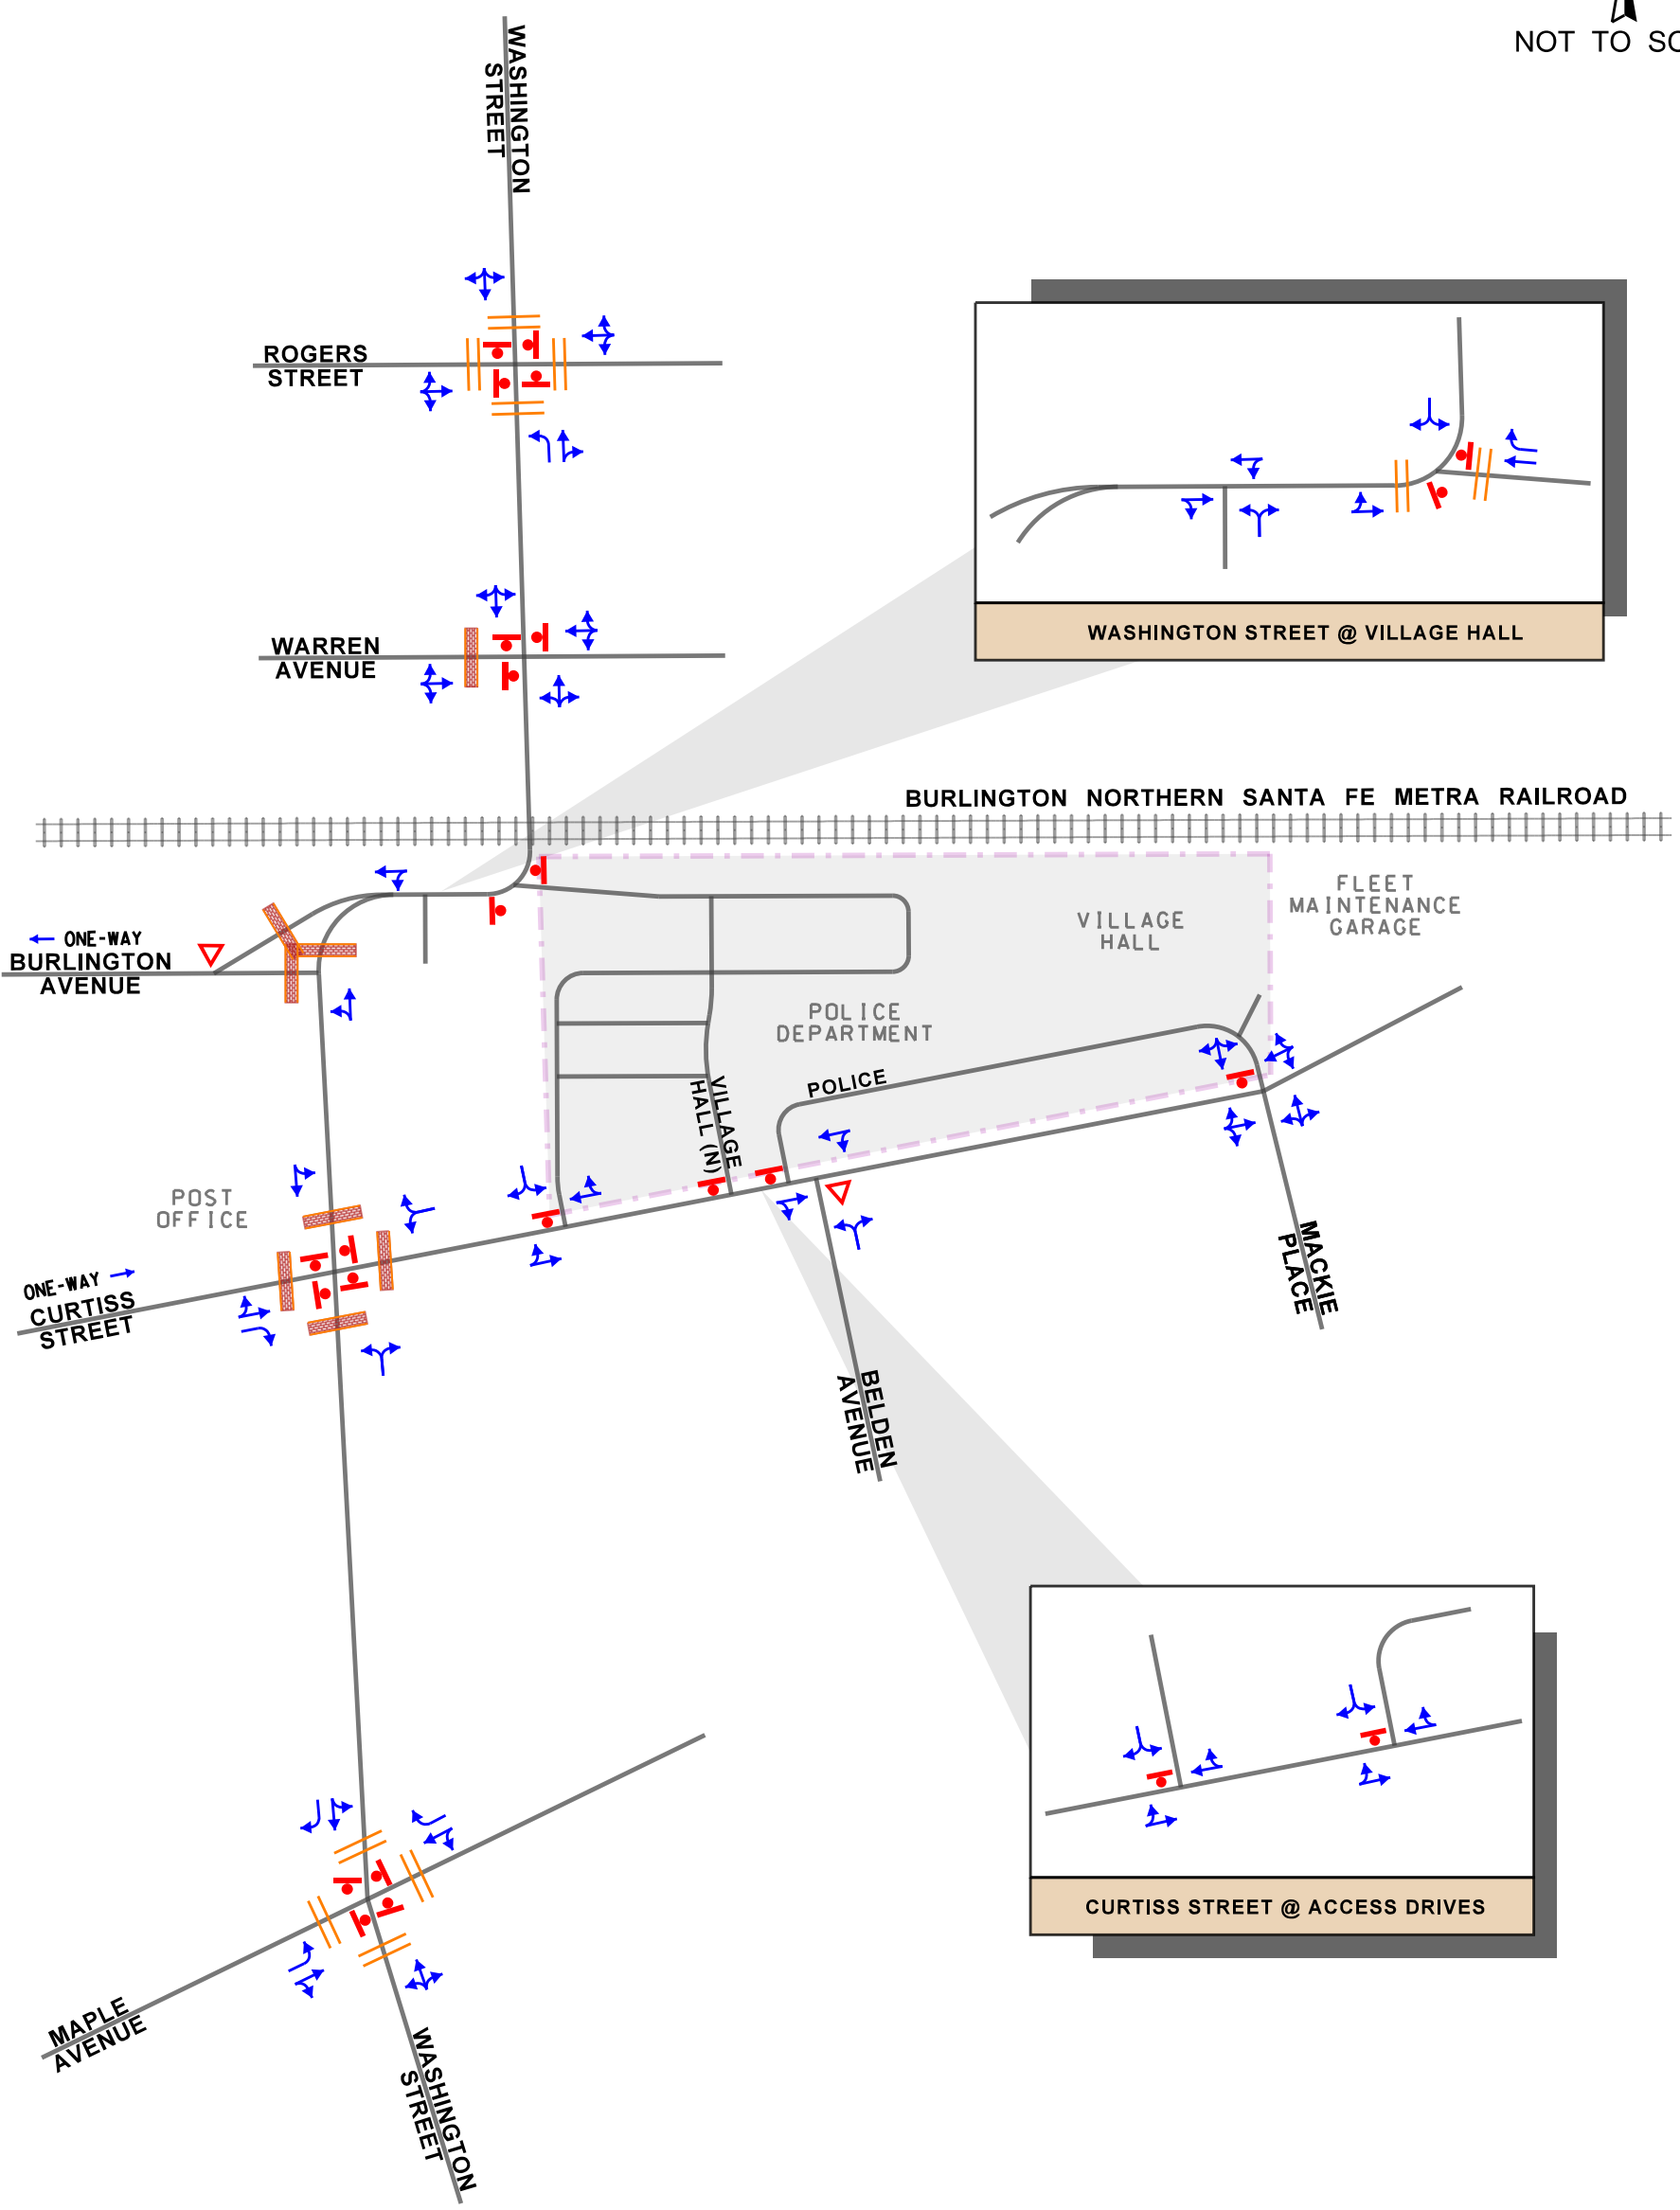 NOT TO SC
WASHINGTON
STREET
ROGERS
STREET
WARREN
AVENUE
WASHINGTON STREET @ VILLAGE HALL
BURLINGTON NORTHERN SANTA FE METRA RAILROAD
FLEET
MAINTENANCE
GARAGE
VILLAGE
HALL
ONE-WAY
BURLINGTON
AVENUE
POLICE
DEPARTMENT
POLICE
VILLAGE
HALL (N)
POST
OFFICE
ONE-WAY
CURTISS
STREET
MACKIE
PLACE
BELDEN
AVENUE
CURTISS STREET @ ACCESS DRIVES
MAPLE
AVENUE
WASHINGTON
STREET